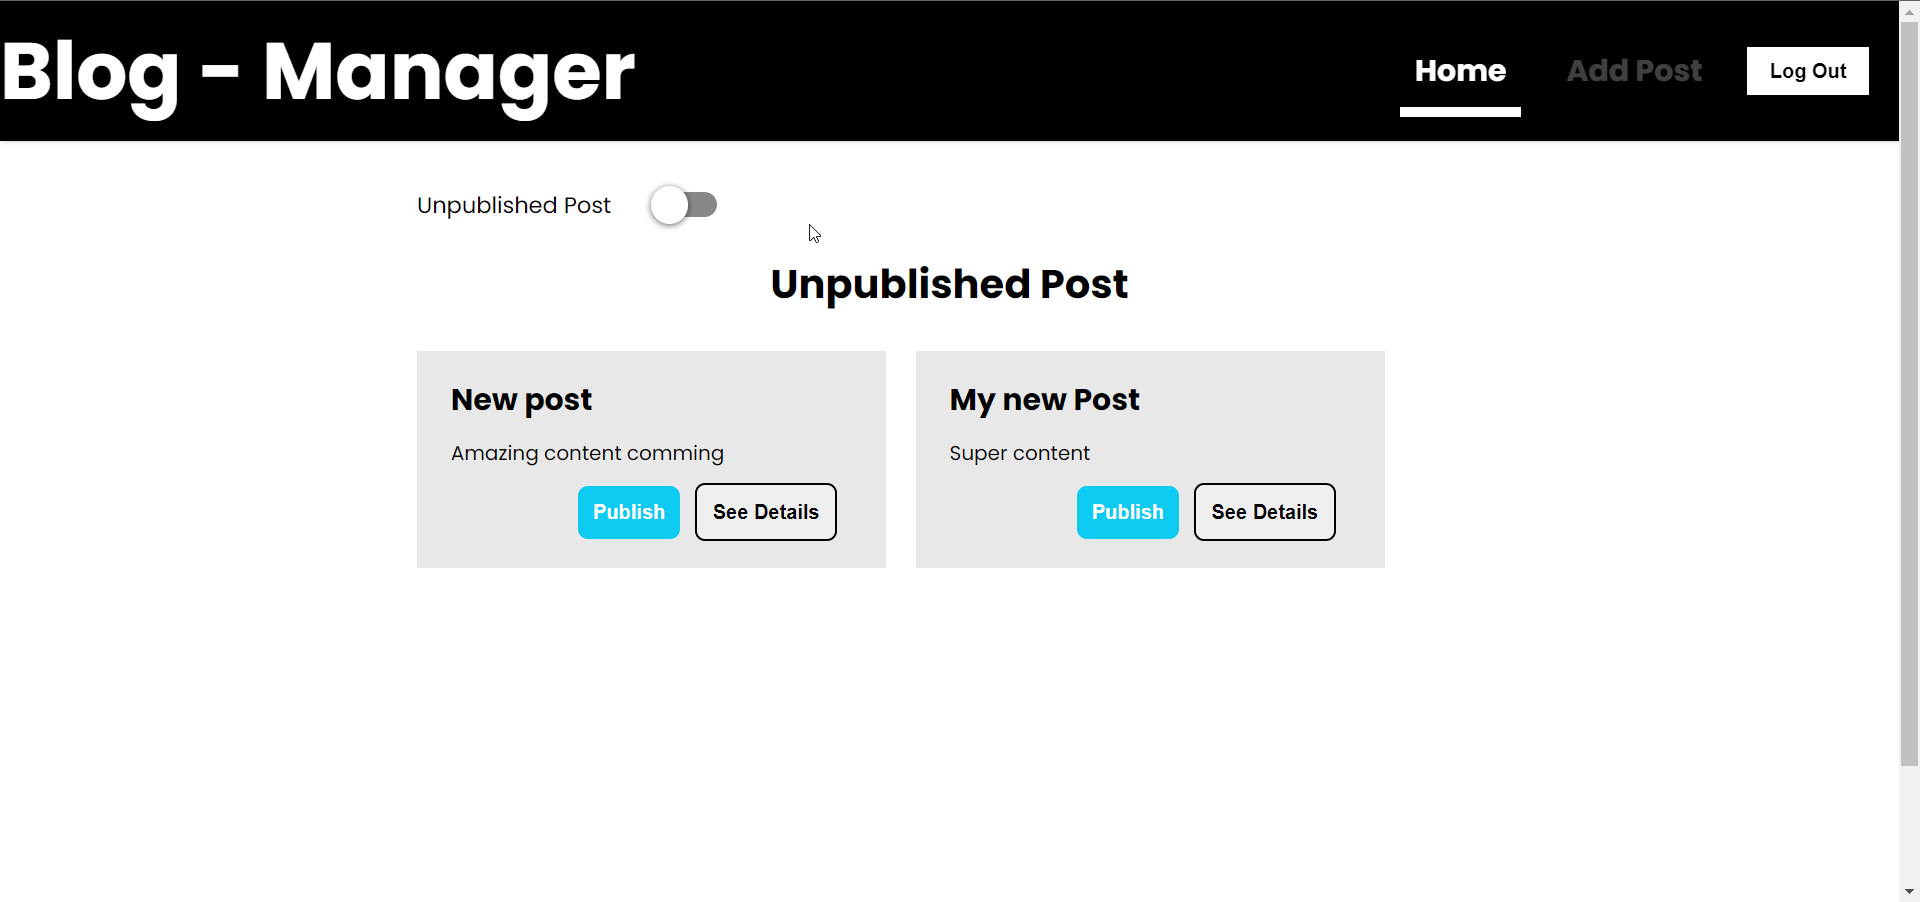 Blog - Manager
Home
Add Post
Log Out
Unpublished Post
Unpublished Post
New post
Amazing content comming
Publish
See Details
My new Post
Super content
Publish
See Details